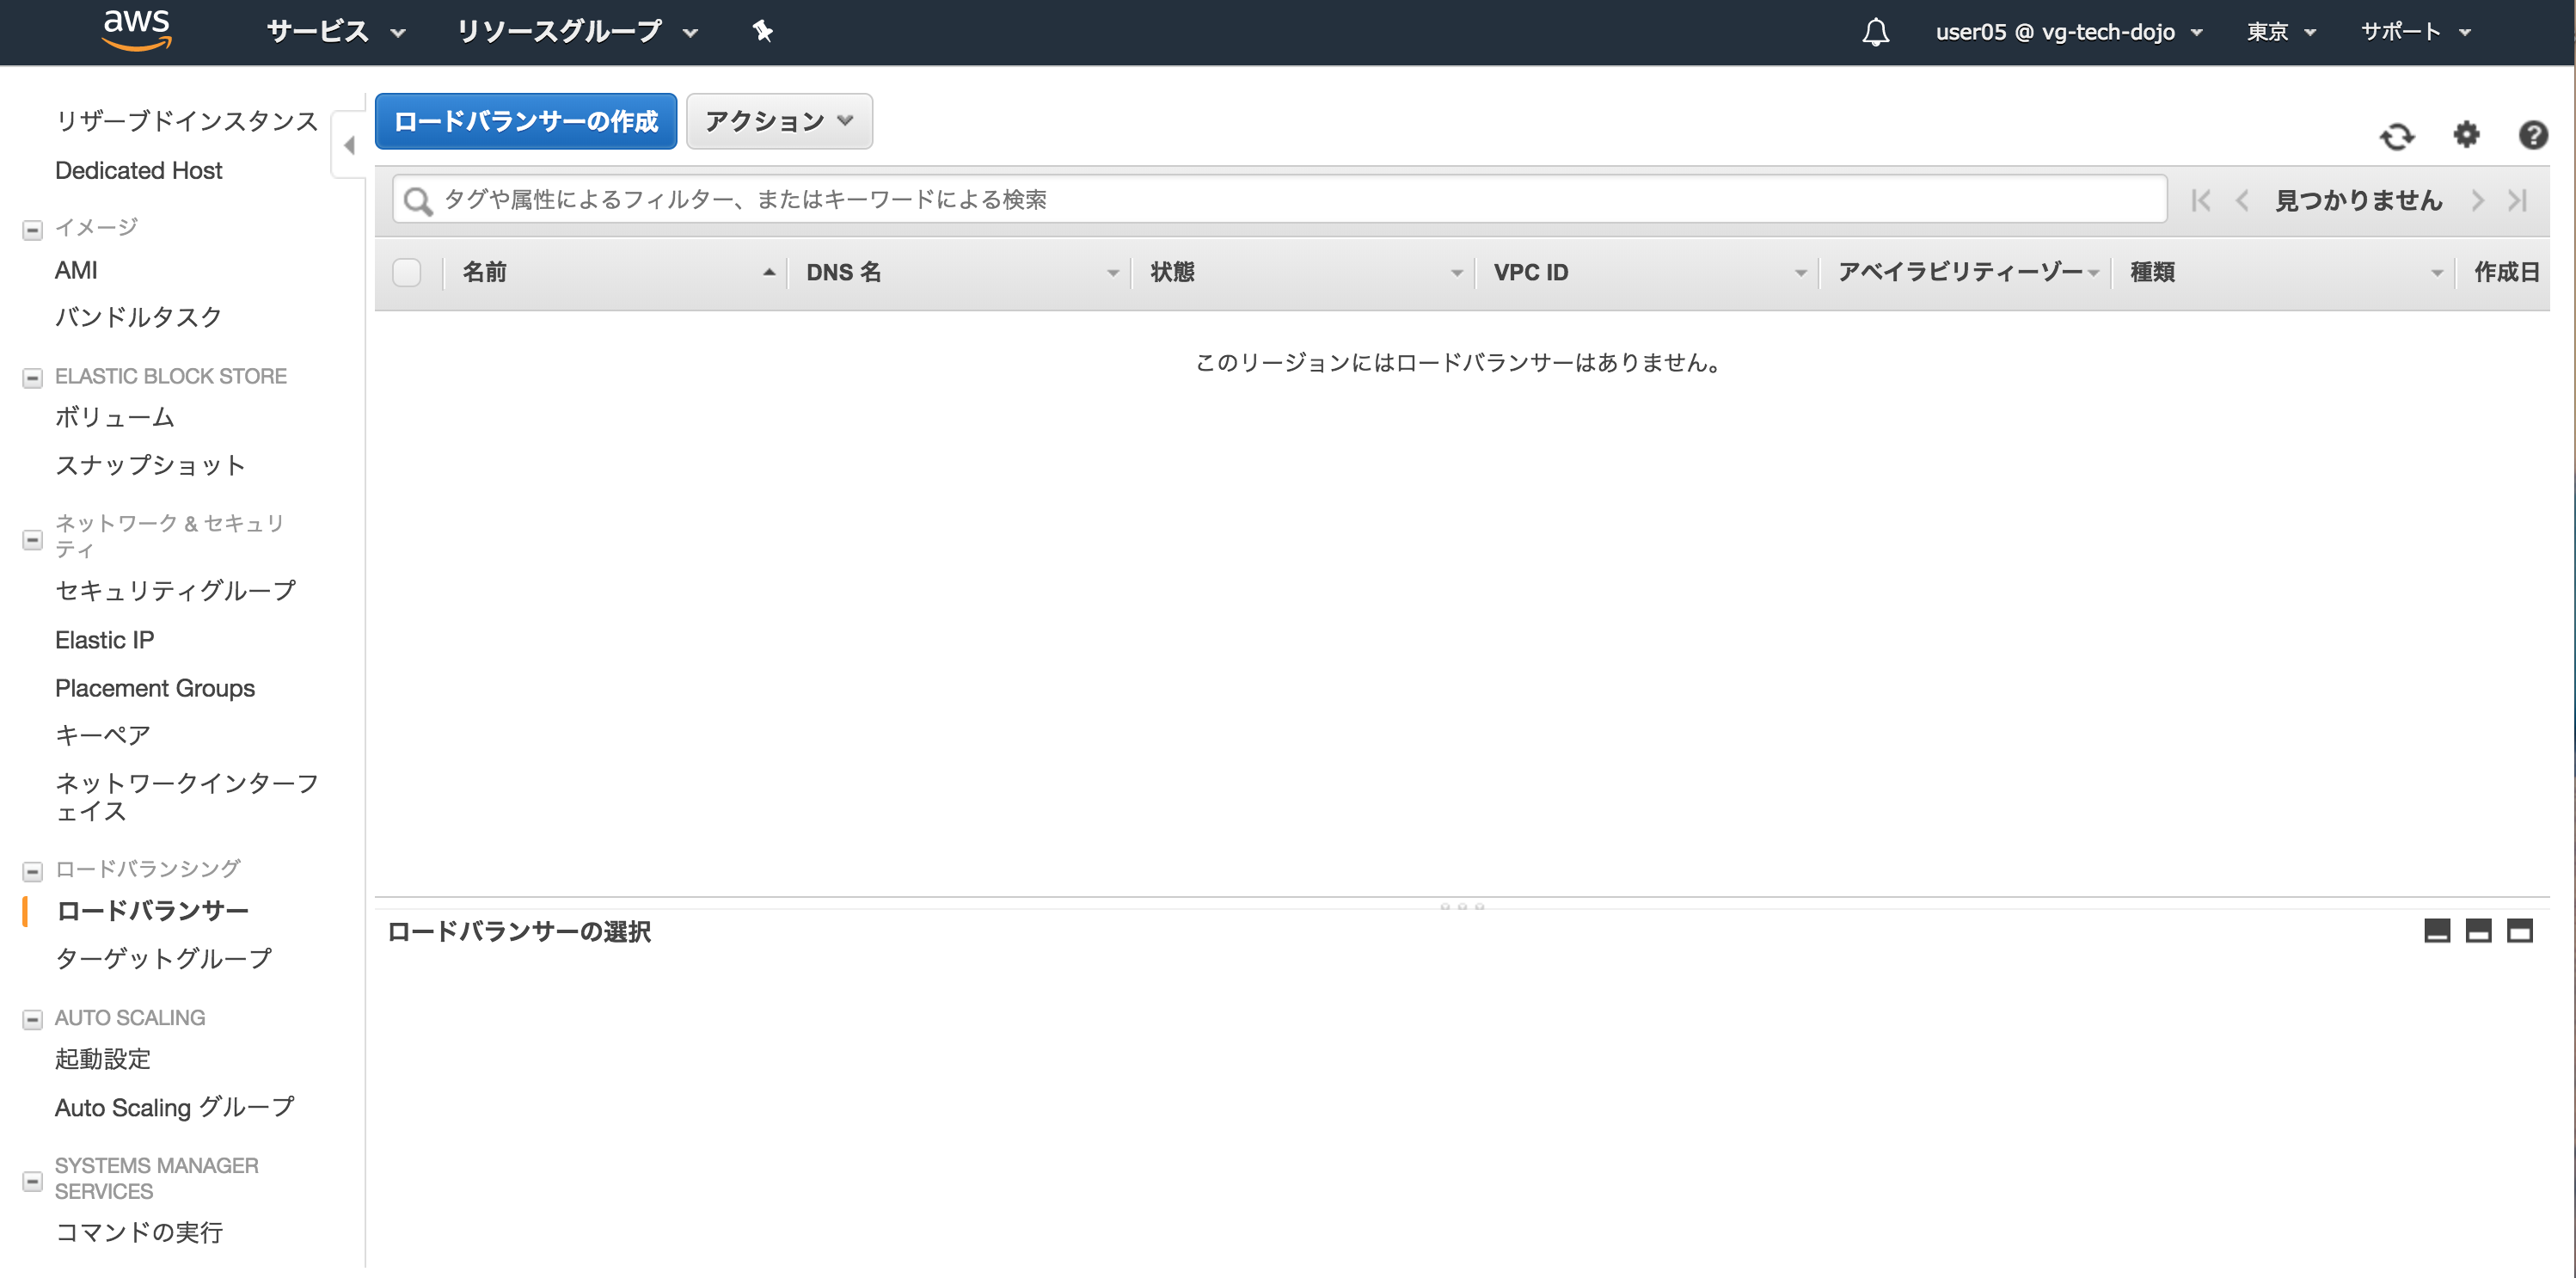 aws サービス リソースグループ user05 @ vg-tech-dojo 東京 サポート
リザーブドインスタンス
Dedicated Host
イメージ
AMI
バンドルタスク
ELASTIC BLOCK STORE
ボリューム
スナップショット
ネットワーク & セキュリ
ティ
セキュリティグループ
Elastic IP
Placement Groups
キーペア
ネットワークインターフ
ェイス
ロードバランシング
ロードバランサー
ターゲットグループ
AUTO SCALING
起動設定
Auto Scaling グループ
SYSTEMS MANAGER
SERVICES
コマンドの実行
ロードバランサーの作成 アクション
タグや属性によるフィルター、またはキーワードによる検索 見つかりません
名前 DNS 名 状態 VPC ID アベイラビリティーゾー 種類 作成日
このリージョンにはロードバランサーはありません。
ロードバランサーの選択